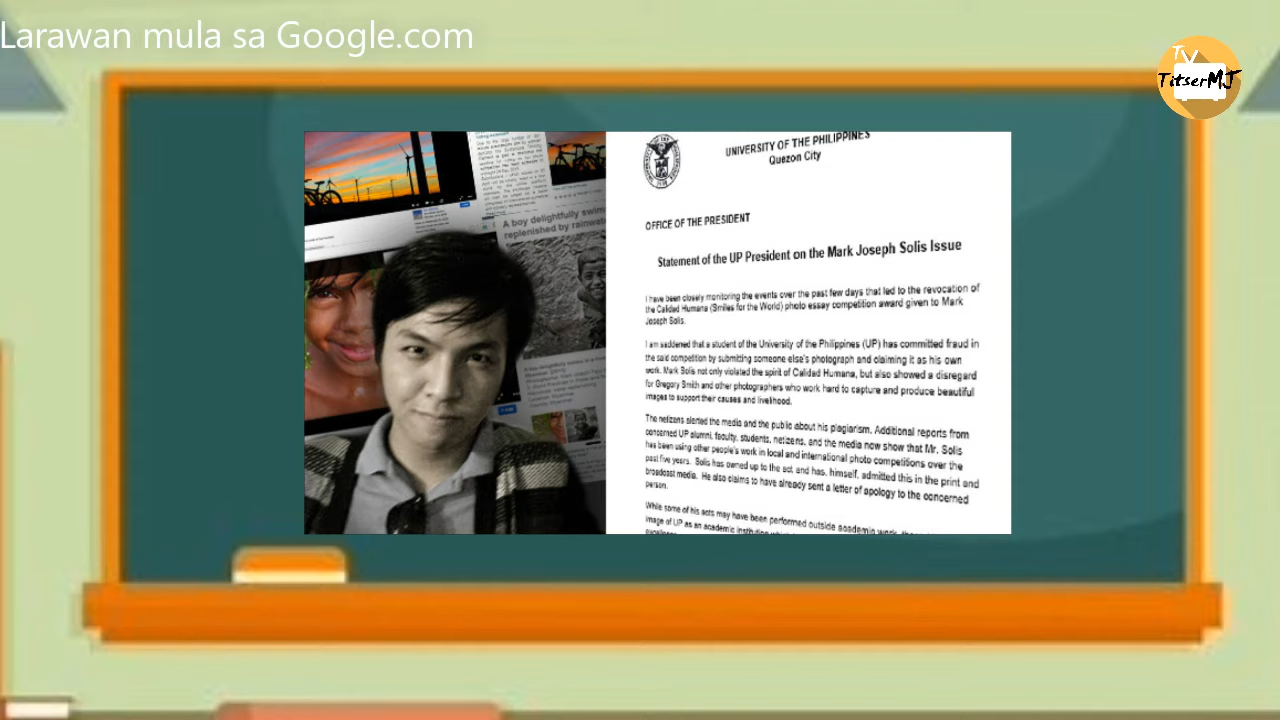 Larawan mula sa Google.com
TV
TitserMJ
A boy delightfully swims
replenished by rainwater
UNIVERSITY OF THE PHILIPPINES
Quezon City
OFFICE OF THE PRESIDENT
Statement of the UP President on the Mark Joseph Solis Issue
I have been closely monitoring the events over the past few days that led to the revocation of
the Calidad Humana (Smiles for the World) photo essay competition award given to Mark
Joseph Solis.
I am saddened that a student of the University of the Philippines (UP) has committed fraud in
the said competition by submitting someone else's photograph and claiming it as his own
work. Mark Solis not only violated the spirit of Calidad Humana, but also showed a disregard
for Gregory Smith and other photographers who work hard to capture and produce beautiful
images to support their causes and livelihood.
The netizens alerted the media and the public about his plagiarism. Additional reports from
concerned UP alumni, faculty, students, netizens, and the media now show that Mr. Solis
has been using other people's work in local and international photo competitions over the
past five years. Solis has owned up to the act and has, himself, admitted this in the print and
broadcast media. He also claims to have already sent a letter of apology to the concerned
person.
While some of his acts may have been performed outside academic work,
image of UP as an academic institution